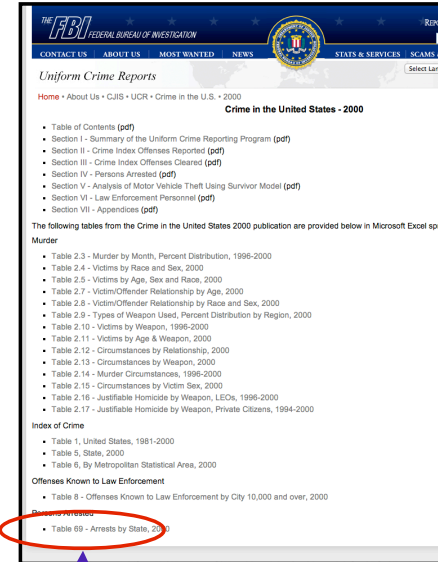 THE FBI FEDERAL BUREAU OF INVESTIGATION
CONTACT US | ABOUT US | MOST WANTED | NEWS | STATS & SERVICES | SCAMS
Uniform Crime Reports
Home • About Us • CJIS • UCR • Crime in the U.S. • 2000
Crime in the United States - 2000
Table of Contents (pdf)
Section I - Summary of the Uniform Crime Reporting Program (pdf)
Section II - Crime Index Offenses Reported (pdf)
Section III - Crime Index Offenses Cleared (pdf)
Section IV - Persons Arrested (pdf)
Section V - Analysis of Motor Vehicle Theft Using Survivor Model (pdf)
Section VI - Law Enforcement Personnel (pdf)
Section VII - Appendices (pdf)
The following tables from the Crime in the United States 2000 publication are provided below in Microsoft Excel
Murder
Table 2.3 - Murder by Month, Percent Distribution, 1996-2000
Table 2.4 - Victims by Race and Sex, 2000
Table 2.5 - Victims by Age, Sex and Race, 2000
Table 2.7 - Victim/Offender Relationship by Age, 2000
Table 2.8 - Victim/Offender Relationship by Race and Sex, 2000
Table 2.9 - Types of Weapon Used, Percent Distribution by Region, 2000
Table 2.10 - Victims by Weapon, 1996-2000
Table 2.11 - Victims by Age & Weapon, 2000
Table 2.12 - Circumstances by Relationship, 2000
Table 2.13 - Circumstances by Weapon, 2000
Table 2.14 - Murder Circumstances, 1996-2000
Table 2.15 - Circumstances by Victim Sex, 2000
Table 2.16 - Justifiable Homicide by Weapon, LEOs, 1996-2000
Table 2.17 - Justifiable Homicide by Weapon, Private Citizens, 1994-2000
Index of Crime
Table 1, United States, 1981-2000
Table 5, State, 2000
Table 6, By Metropolitan Statistical Area, 2000
Offenses Known to Law Enforcement
Table 8 - Offenses Known to Law Enforcement by City 10,000 and over, 2000
Persons Arrested
Table 69 - Arrests by State, 2000